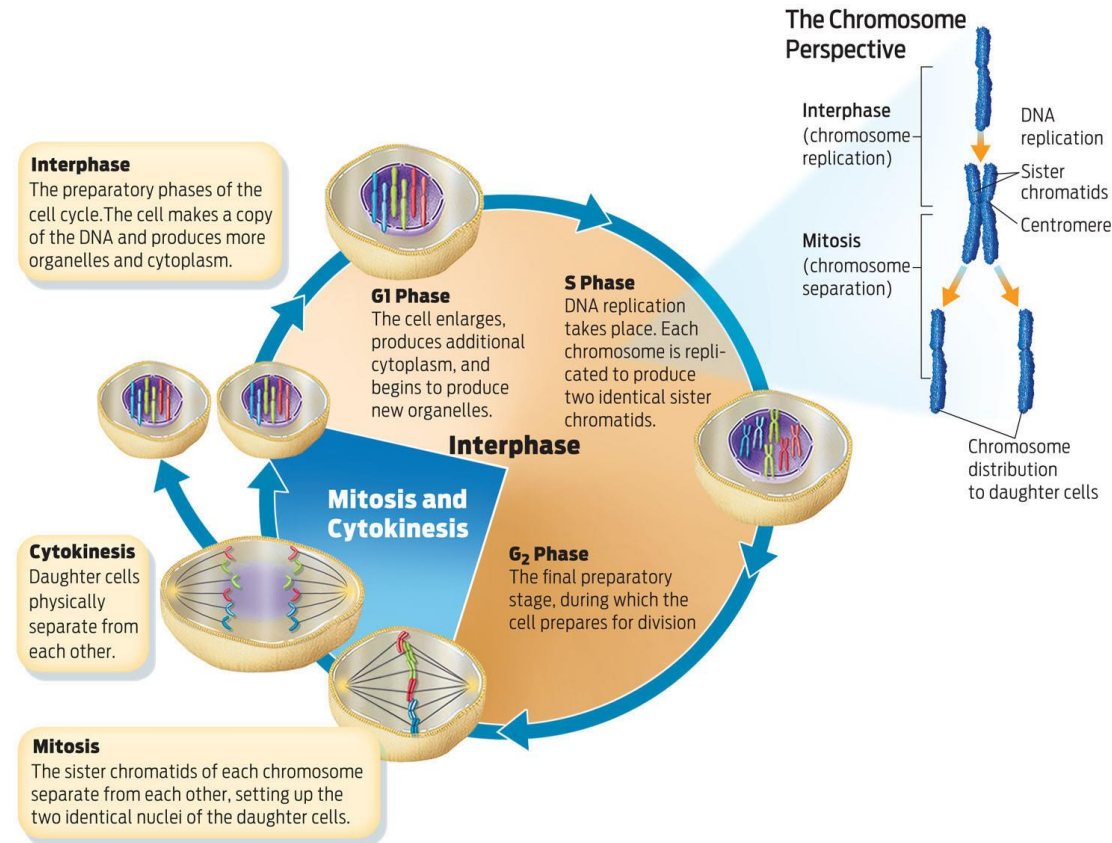 The Chromosome
Perspective
Interphase
(chromosome
replication)
DNA
replication
Sister
chromatids
Centromere
Mitosis
(chromosome
separation)
Chromosome
distribution
to daughter cells
Interphase
The preparatory phases of the
cell cycle.The cell makes a copy
of the DNA and produces more
organelles and cytoplasm.
G1 Phase
The cell enlarges,
produces additional
cytoplasm, and
begins to produce
new organelles.
S Phase
DNA replication
takes place. Each
chromosome is repli-
cated to produce
two identical sister
chromatids.
Interphase
Mitosis and
Cytokinesis
G₂ Phase
The final preparatory
stage, during which the
cell prepares for division
Cytokinesis
Daughter cells
physically
separate from
each other.
Mitosis
The sister chromatids of each chromosome
separate from each other, setting up the
two identical nuclei of the daughter cells.